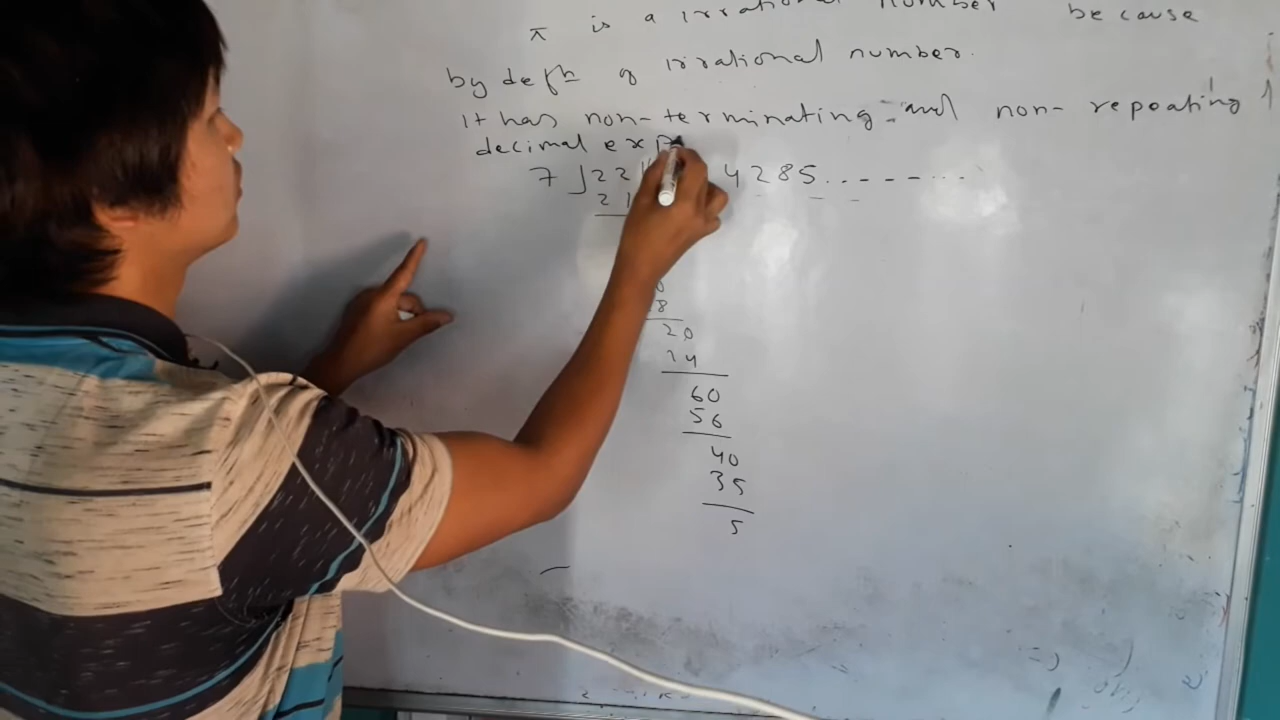 π is a irrational number because
by defn of irrational number.
It has non-terminating and non-repeating
decimal exp
7 ) 22 4285.........
21
8
20
14
60
56
40
35
5